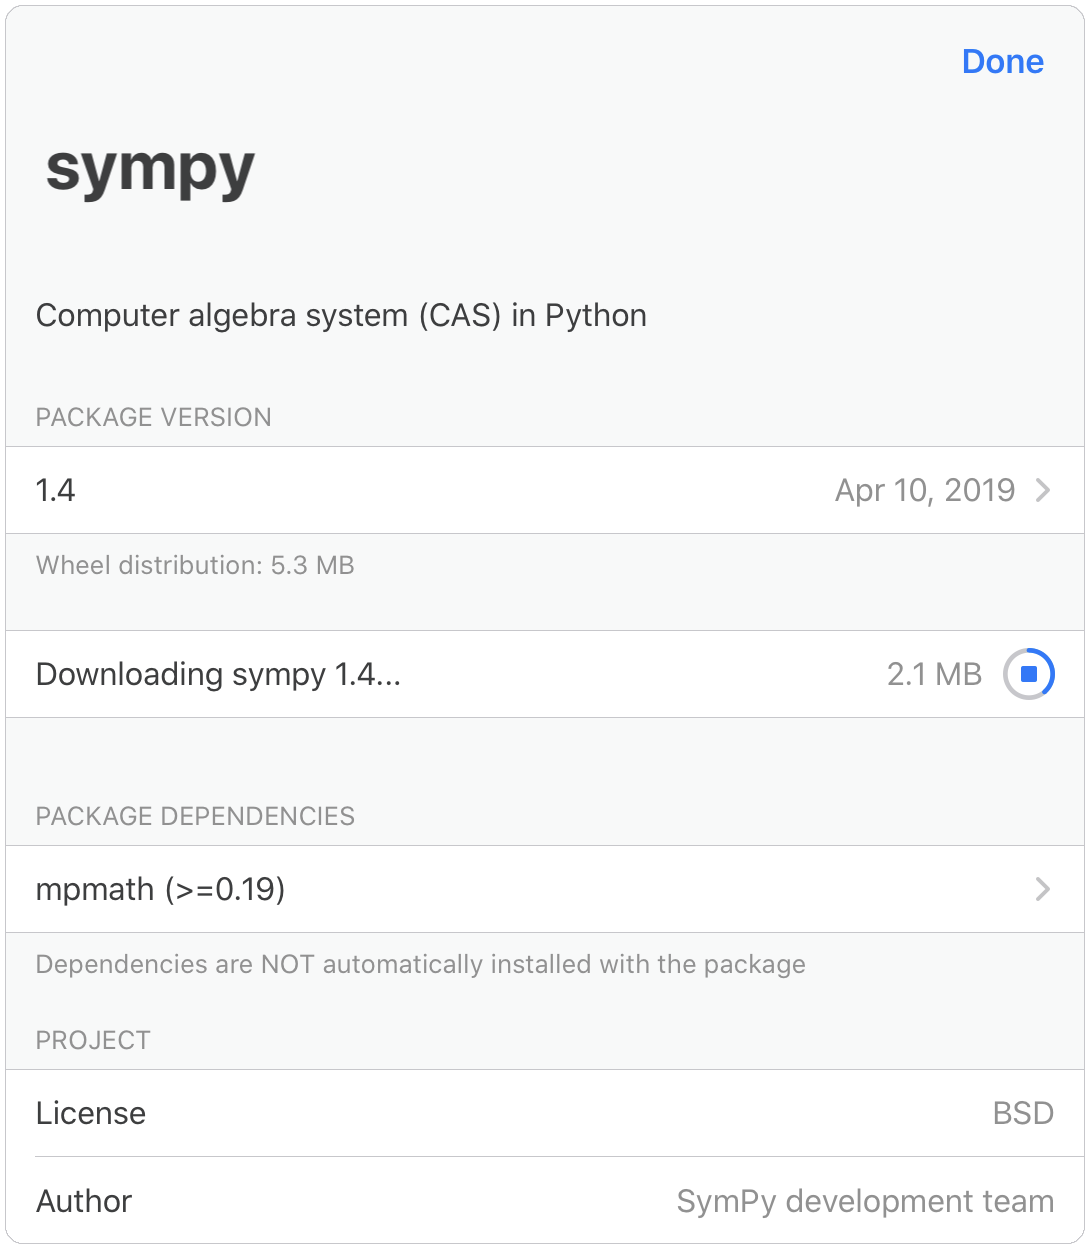 Done
sympy
Computer algebra system (CAS) in Python
PACKAGE VERSION
1.4 Apr 10, 2019
Wheel distribution: 5.3 MB
Downloading sympy 1.4... 2.1 MB
PACKAGE DEPENDENCIES
mpmath (>=0.19)
Dependencies are NOT automatically installed with the package
PROJECT
License BSD
Author SymPy development team